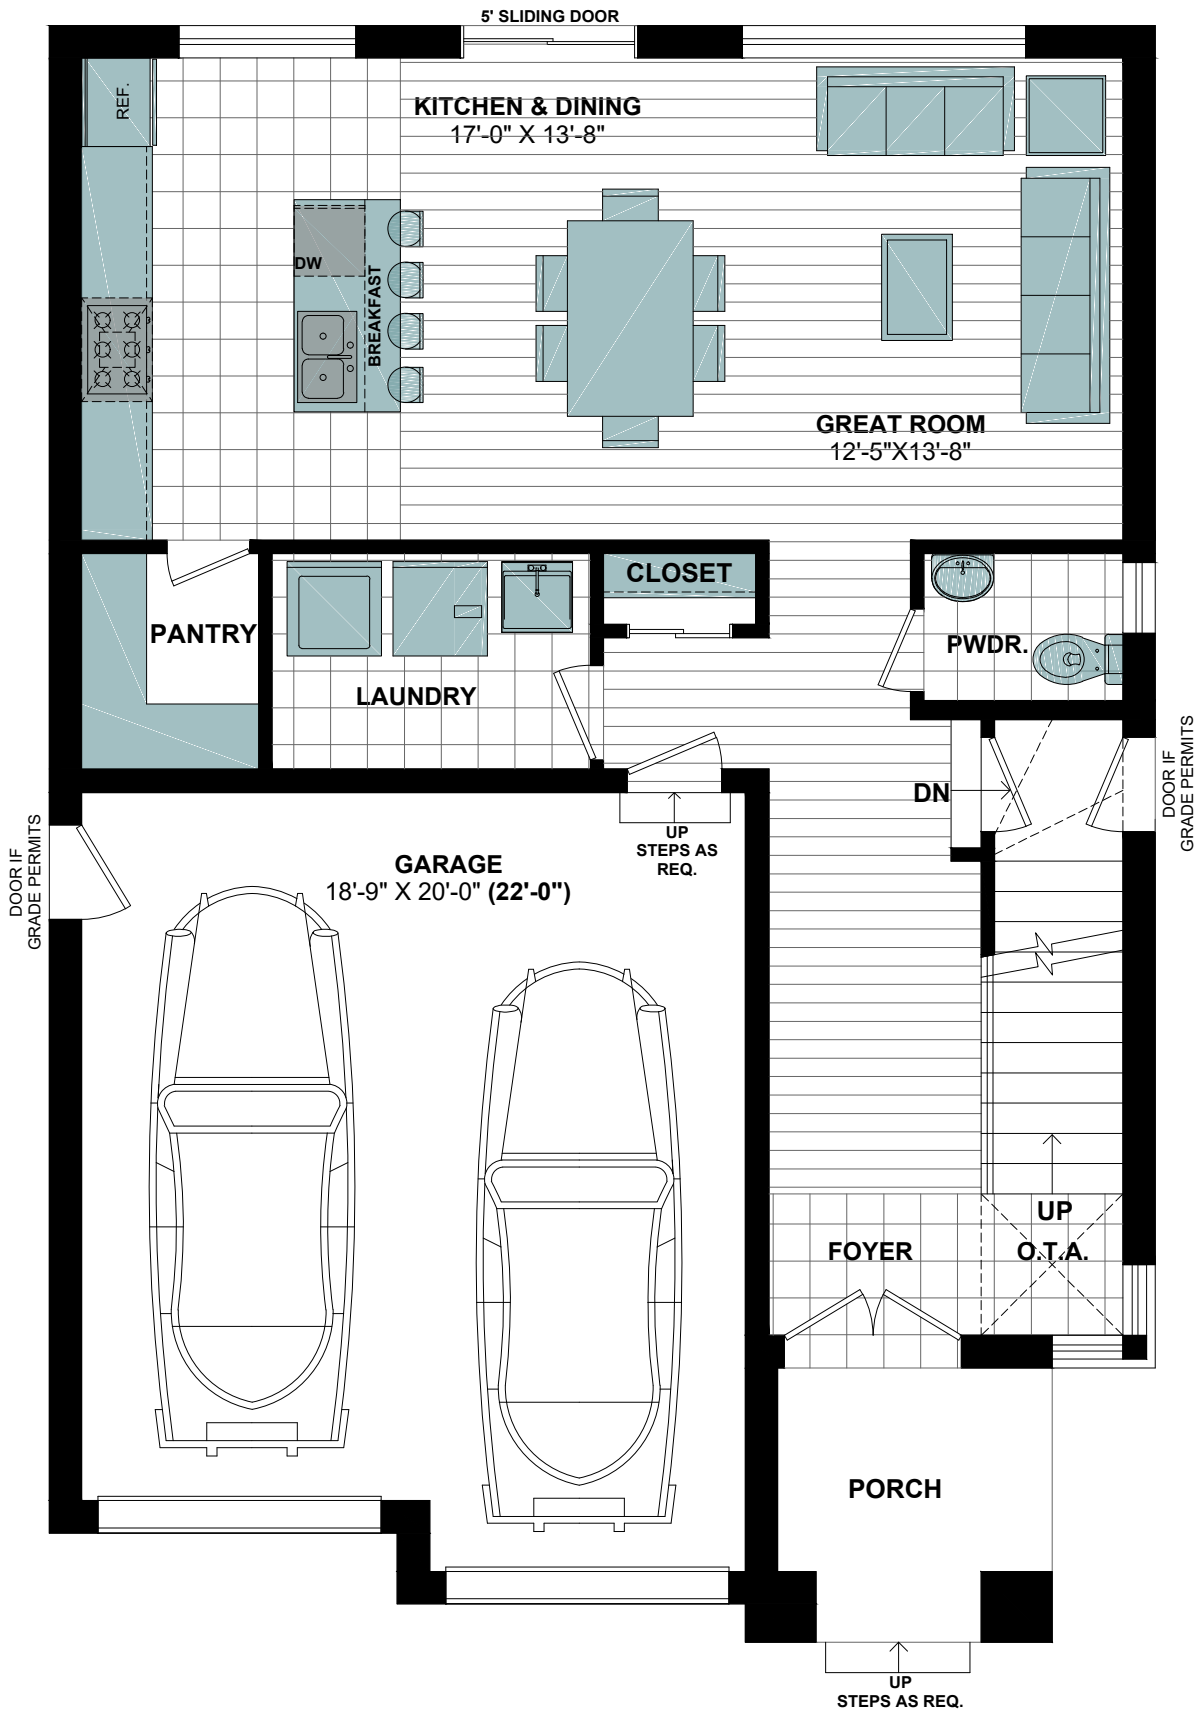 5' SLIDING DOOR
REF.
KITCHEN & DINING
17'-0" X 13'-8"
DW
BREAKFAST
GREAT ROOM
12'-5"X13'-8"
PANTRY
LAUNDRY
CLOSET
PWDR.
DN
DOOR IF
GRADE PERMITS
DOOR IF
GRADE PERMITS
UP
STEPS AS
REQ.
GARAGE
18'-9" X 20'-0" (22'-0")
UP
O.T.A.
FOYER
PORCH
UP
STEPS AS REQ.